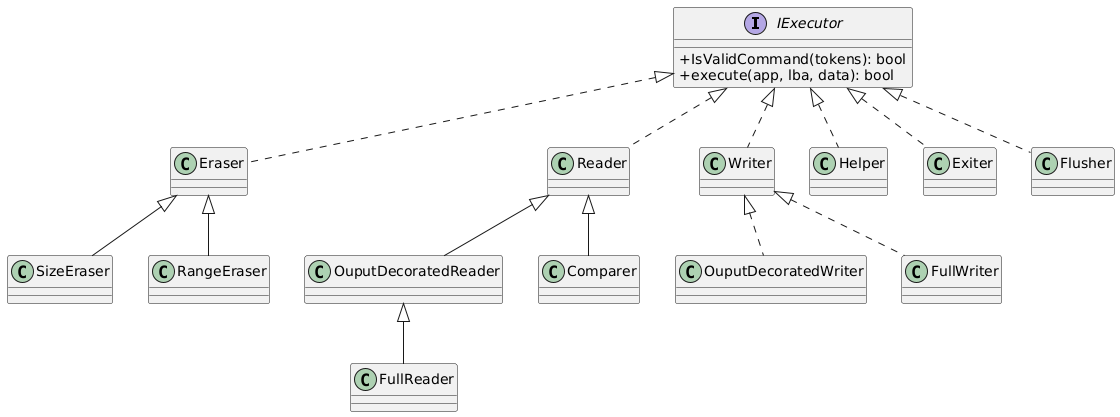 I IExecutor
+IsValidCommand(tokens): bool
+execute(app, lba, data): bool
C Eraser
C Reader
C Writer
C Helper
C Exiter
C Flusher
C SizeEraser
C RangeEraser
C OuputDecoratedReader
C Comparer
C OuputDecoratedWriter
C FullWriter
C FullReader